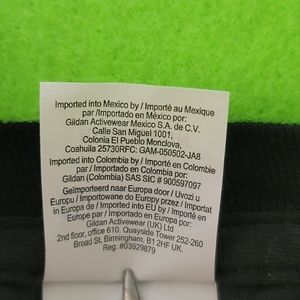 Imported into Mexico by / Importé au Mexique
par / Importado en México por:
Gildan Activewear Mexico S.A. de C.V.
Calle San Miguel 1001,
Colonia El Pueblo Monclova,
Coahuila 25730RFC: GAM-050502-JA8
Imported into Colombia by / Importé en Colombie
par / Importado en Colombia por:
Gildan (Colombia) SAS SIC # 900597097
Geïmporteerd naar Europa door / Uvozi u
Europu / Importowane do Europy przez / Importat
in Europa de / Imported into EU by / Importé en
Europe par / Importado en Europa por:
Gildan Activewear (UK) Ltd
2nd floor, office 610. Quayside Tower 252-260
Broad St, Birmingham, B1 2HF UK.
Reg. #03929879